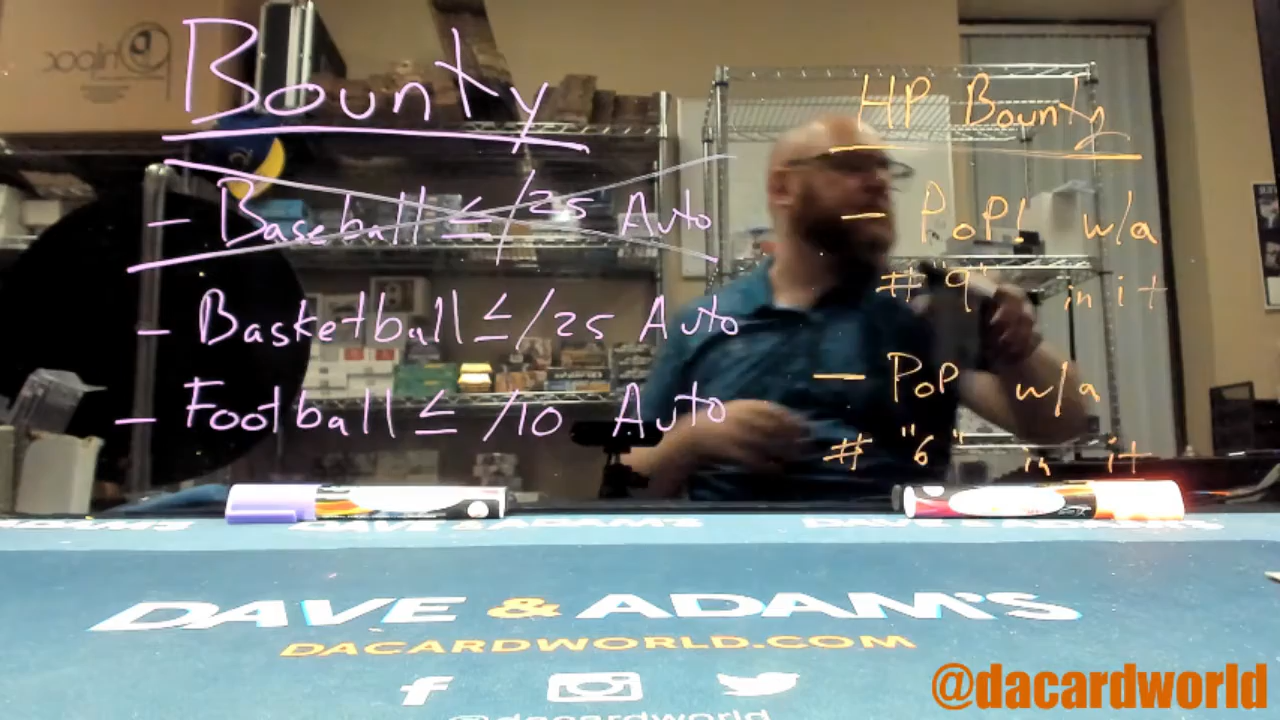 Bounty
- Baseball ≤ /25 Auto
- Basketball ≤ /25 Auto
- Football ≤ /10 Auto
HP Bounty
- PoP! w/a
# "9" in it
- PoP w/a
# "6" in it
DAVE & ADAM'S
DACARDWORLD.COM
@dacardworld
@dacardworld